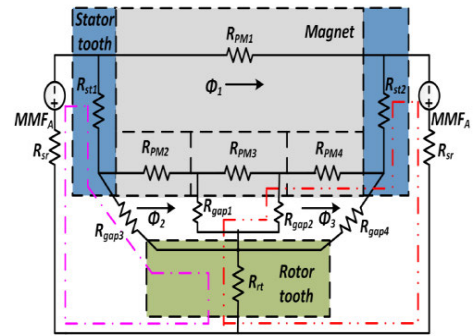 Stator tooth
R_PM1
Magnet
Φ_1
R_st1
R_st2
MMF_A
MMF_A
R_sr
R_sr
R_PM2
R_PM3
R_PM4
Φ_2
R_gap1
R_gap2
Φ_3
R_gap3
R_gap4
R_rt
Rotor
tooth